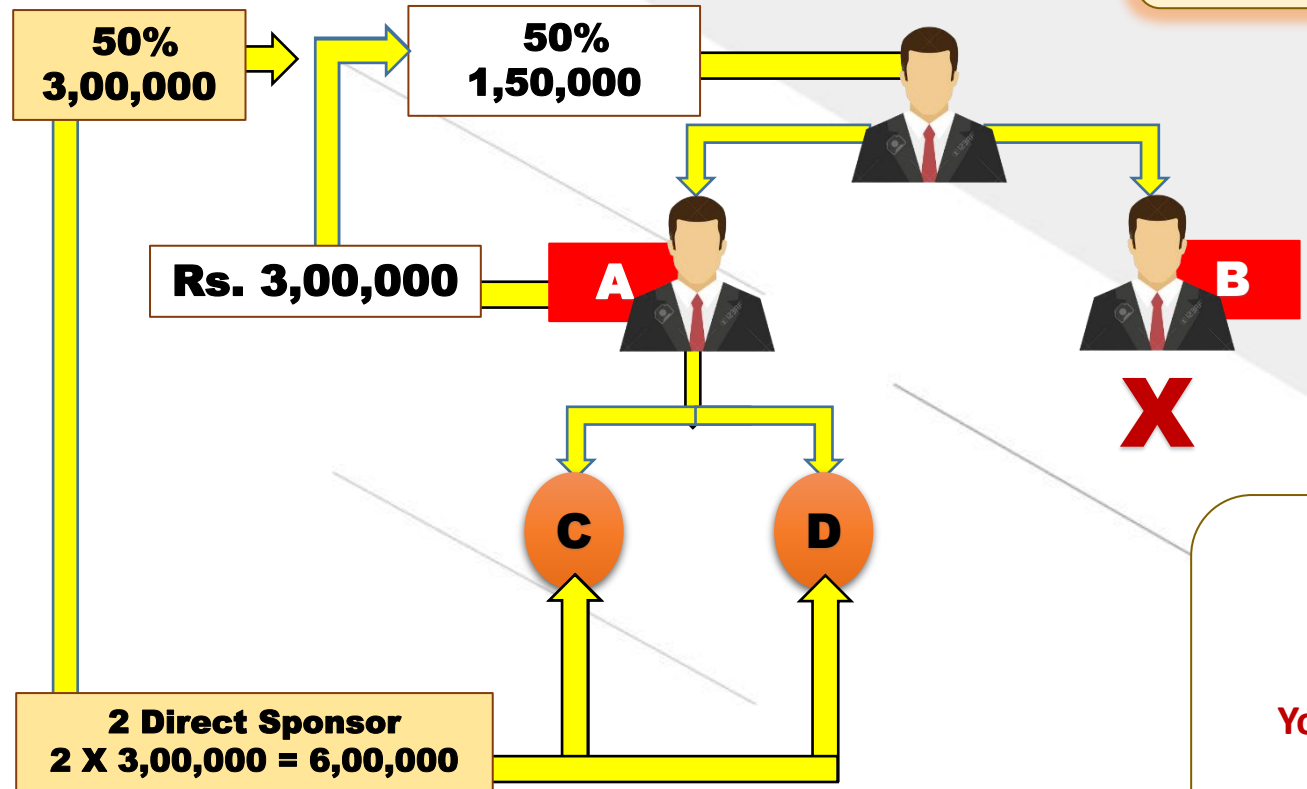 50%
3,00,000
50%
1,50,000
Rs. 3,00,000
A
B
X
C
D
2 Direct Sponsor
2 X 3,00,000 = 6,00,000